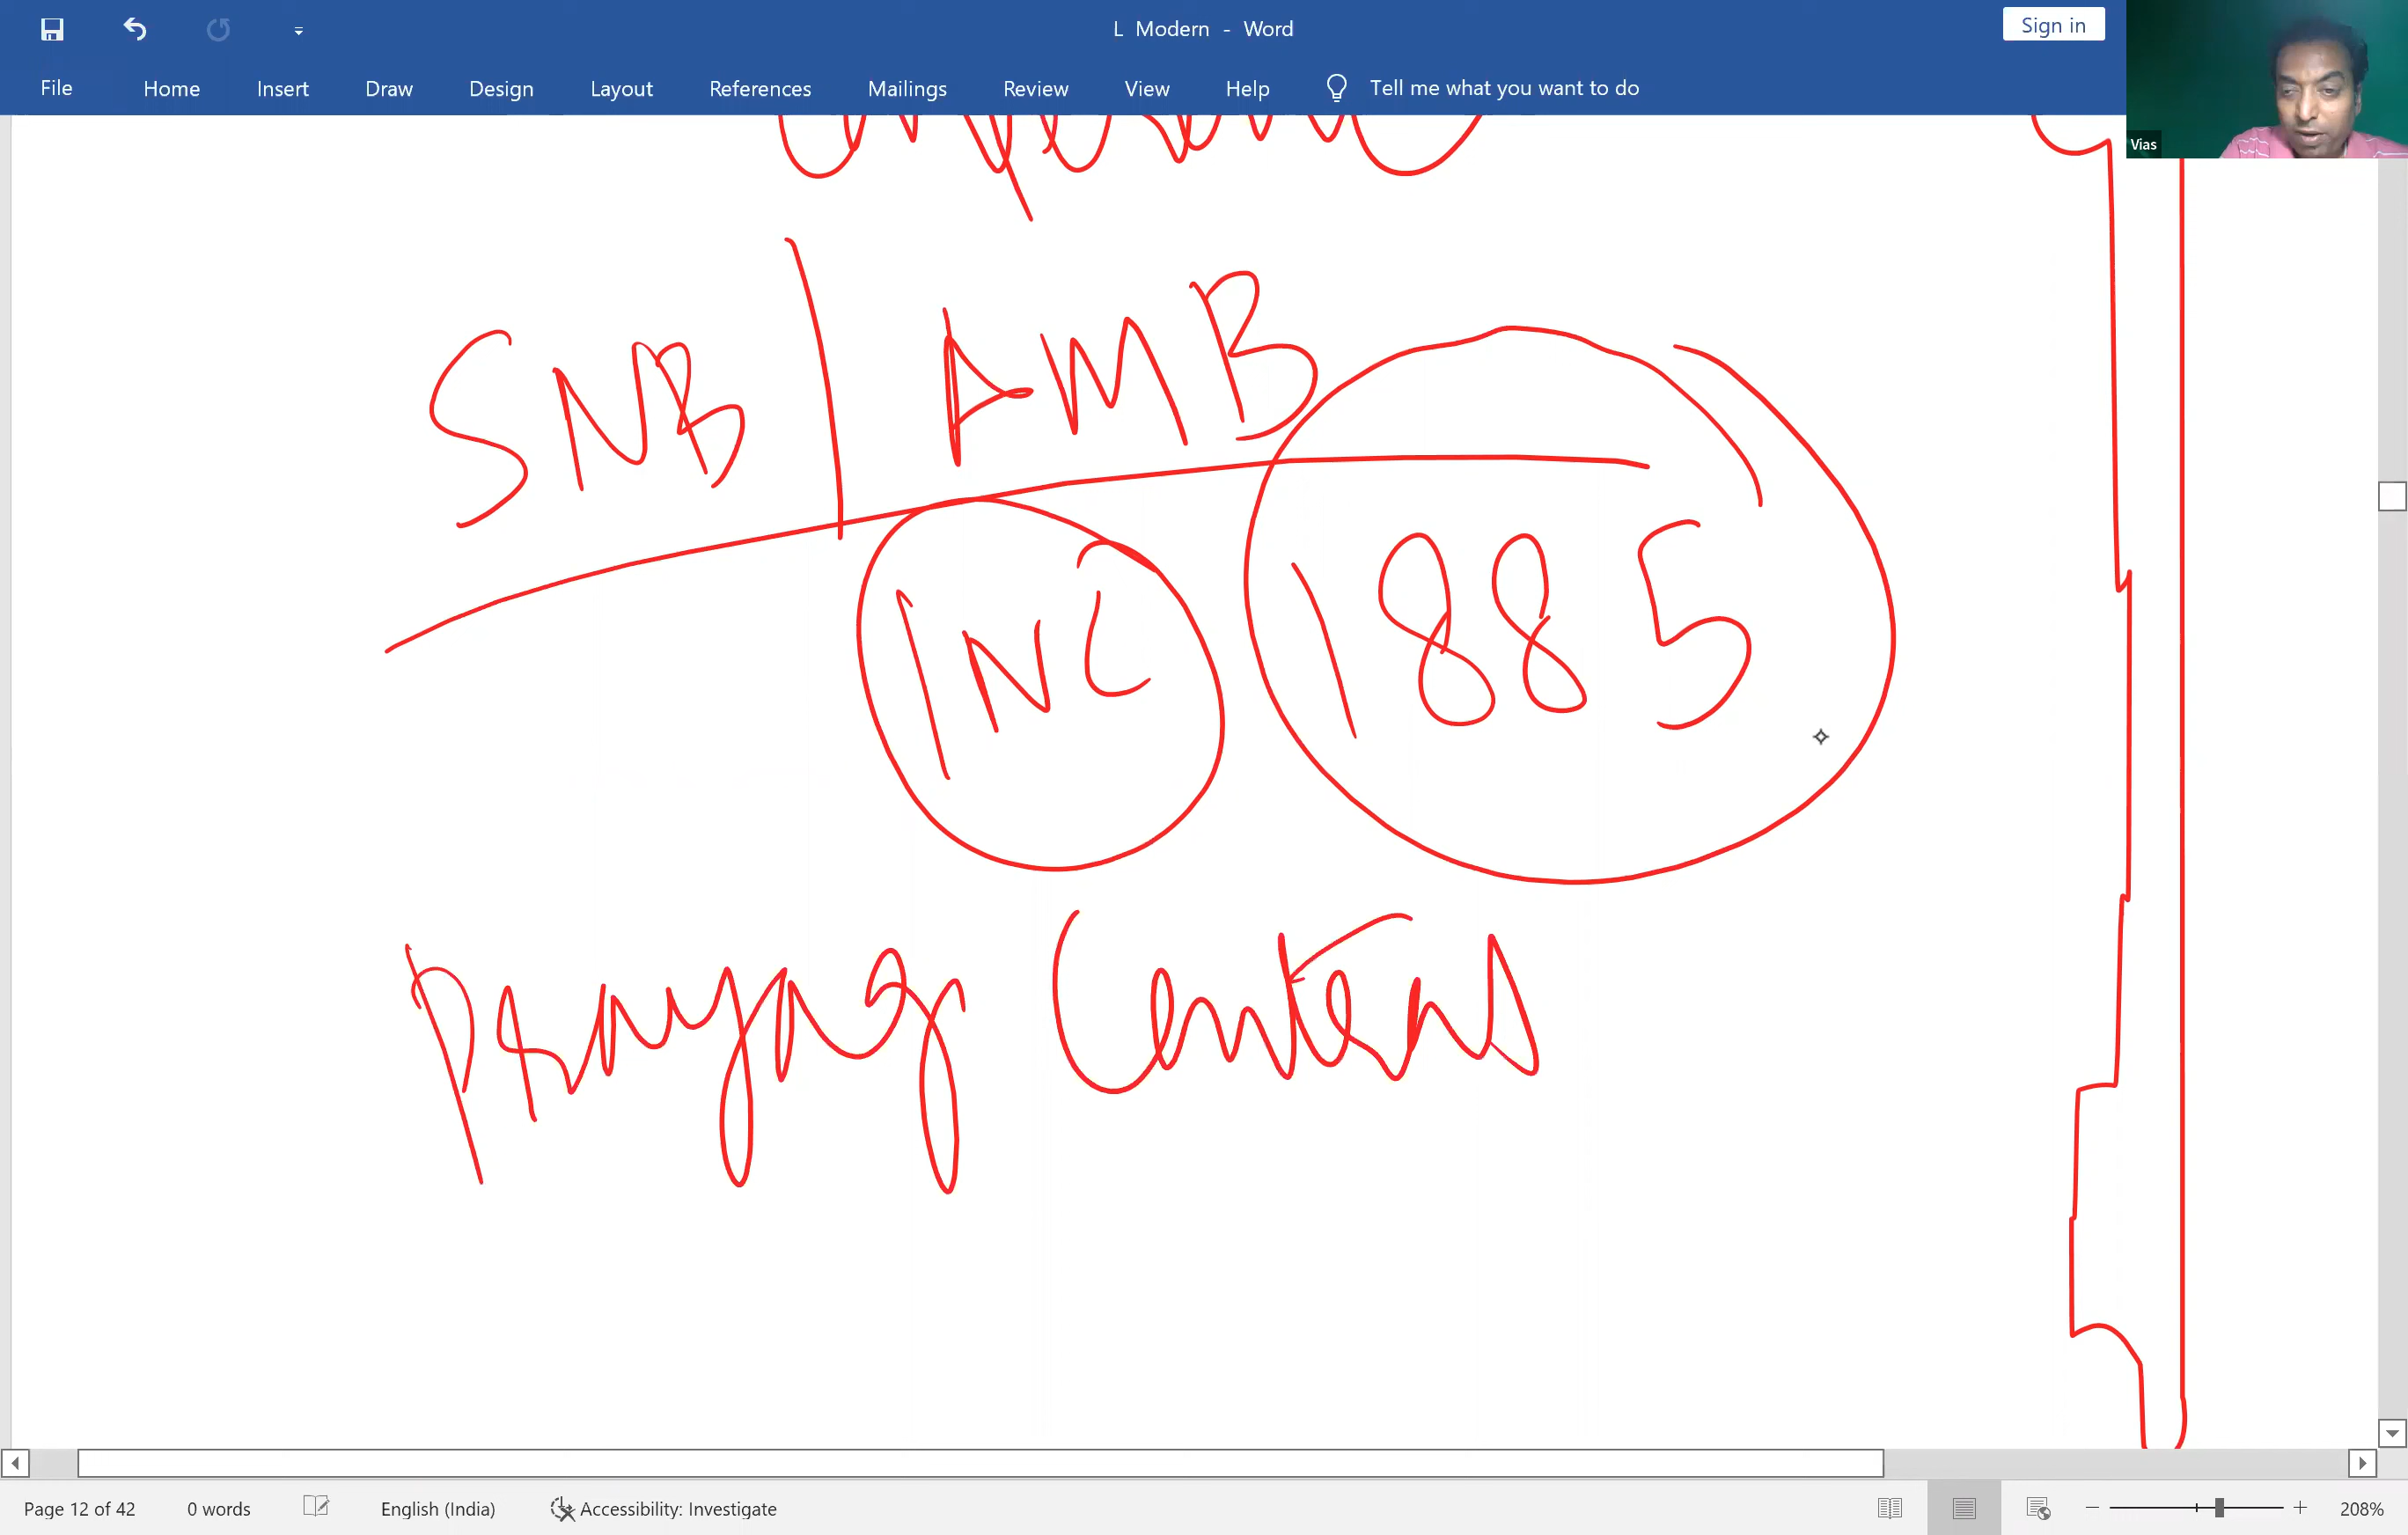 L Modern - Word
Sign in
File Home Insert Draw Design Layout References Mailings Review View Help Tell me what you want to do
Vias
SNB AMB
INC 1885
Prayag
Page 12 of 42 0 words English (India) Accessibility: Investigate 208%